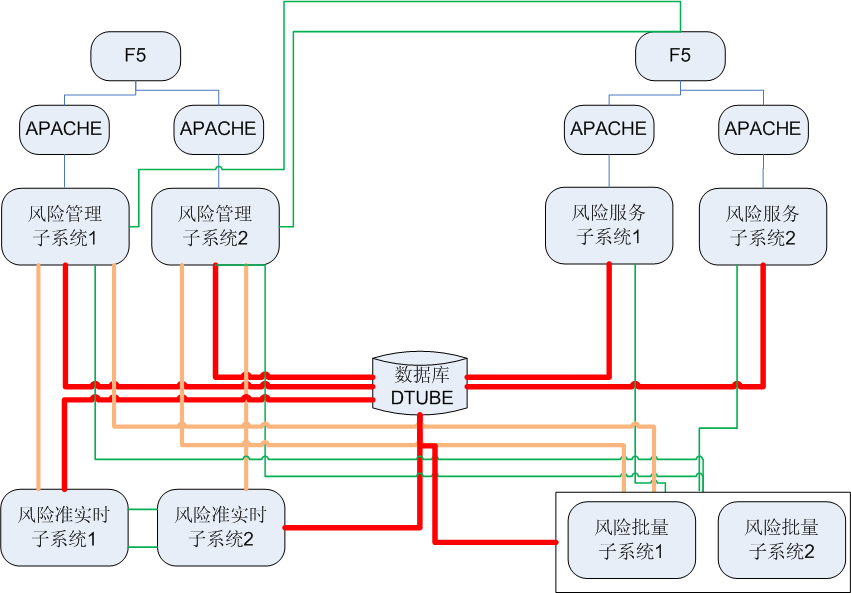 F5
F5
APACHE
APACHE
APACHE
APACHE
风险管理
子系统1
风险管理
子系统2
风险服务
子系统1
风险服务
子系统2
数据库
DTUBE
风险准实时
子系统1
风险准实时
子系统2
风险批量
子系统1
风险批量
子系统2